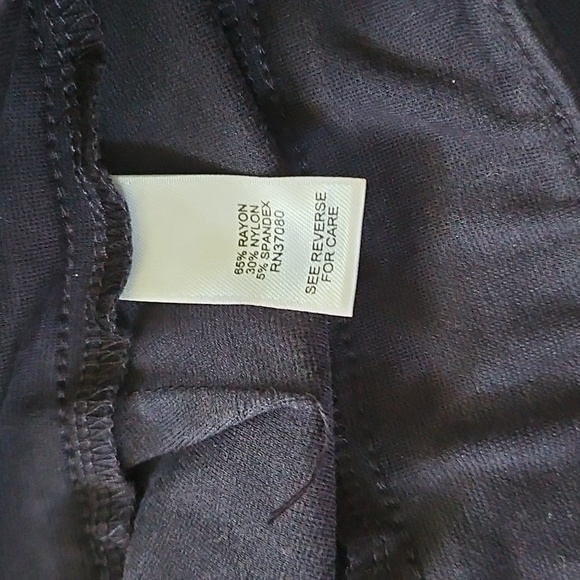 65% RAYON
30% NYLON
5% SPANDEX
RN37080
SEE REVERSE
FOR CARE